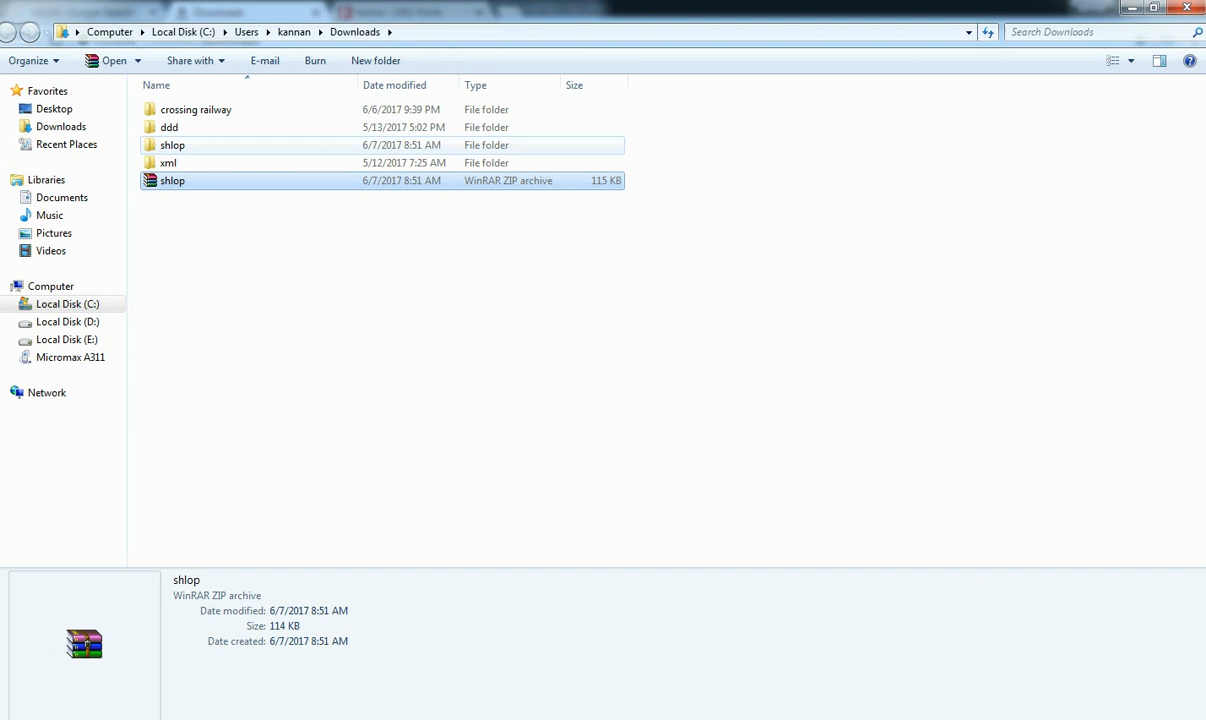 Computer Local Disk (C:) Users kannan Downloads Search Downloads
Organize Open Share with E-mail Burn New folder
Name Date modified Type Size
crossing railway 6/6/2017 9:39 PM File folder
ddd 5/13/2017 5:02 PM File folder
shlop 6/7/2017 8:51 AM File folder
xml 5/12/2017 7:25 AM File folder
shlop 6/7/2017 8:51 AM WinRAR ZIP archive 115 KB
Favorites
Desktop
Downloads
Recent Places
Libraries
Documents
Music
Pictures
Videos
Computer
Local Disk (C:)
Local Disk (D:)
Local Disk (E:)
Micromax A311
Network
shlop
WinRAR ZIP archive
Date modified: 6/7/2017 8:51 AM
Size: 114 KB
Date created: 6/7/2017 8:51 AM